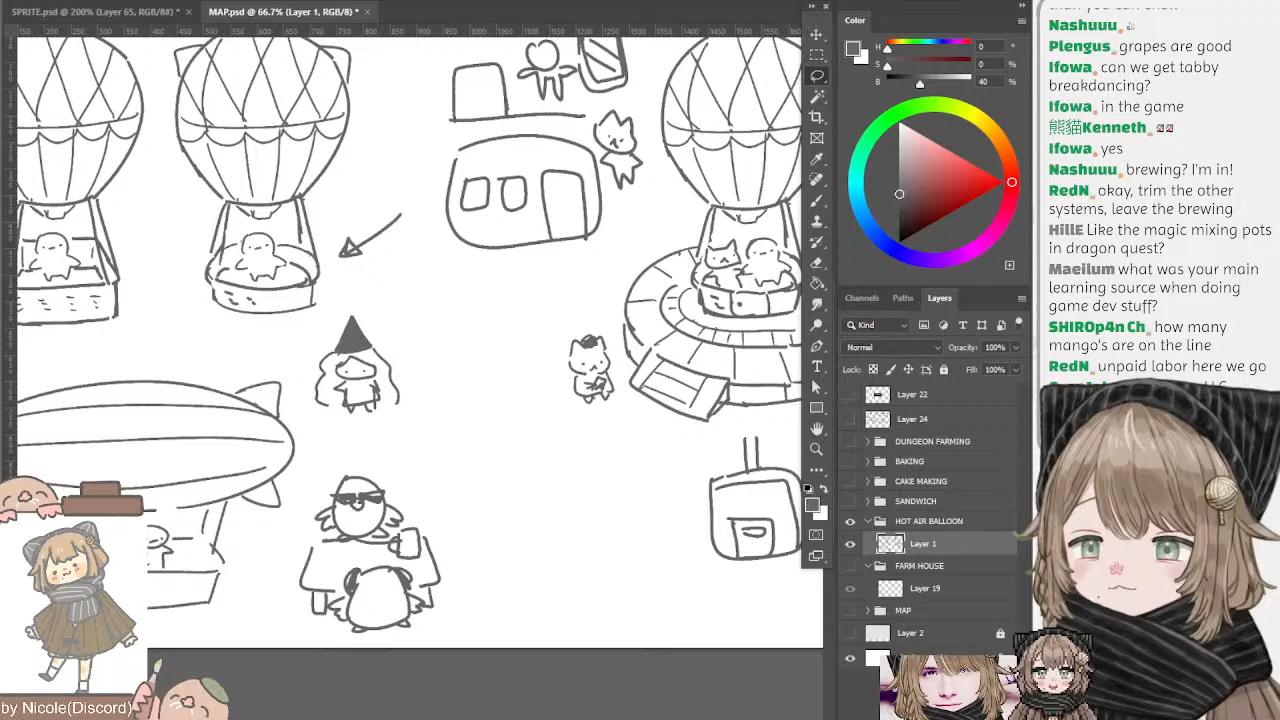 SPRITE.psd @ 200% (Layer 65, RGB/8#) * ×
MAP.psd @ 66.7% (Layer 1, RGB/8) * ×
Color
H 0 °
S 0 %
B 40 %
Channels Paths Layers
Kind
Normal Opacity: 100%
Lock: Fill: 100%
Layer 22
Layer 24
DUNGEON FARMING
BAKING
CAKE MAKING
SANDWICH
HOT AIR BALLOON
Layer 1
FARM HOUSE
Layer 19
MAP
Layer 2
Nashuuu
Plengus grapes are good
Ifowa can we get tabby
breakdancing?
Ifowa in the game
熊貓Kenneth
Ifowa yes
Nashuuu brewing? I'm in!
RedN okay, trim the other
systems, leave the brewing
HillE Like the magic mixing pots
in dragon quest?
Maeilum what was your main
learning source when doing
game dev stuff?
SHIROp4n Ch how many
mango's are on the line
RedN unpaid labor here we go
by Nicole(Discord)